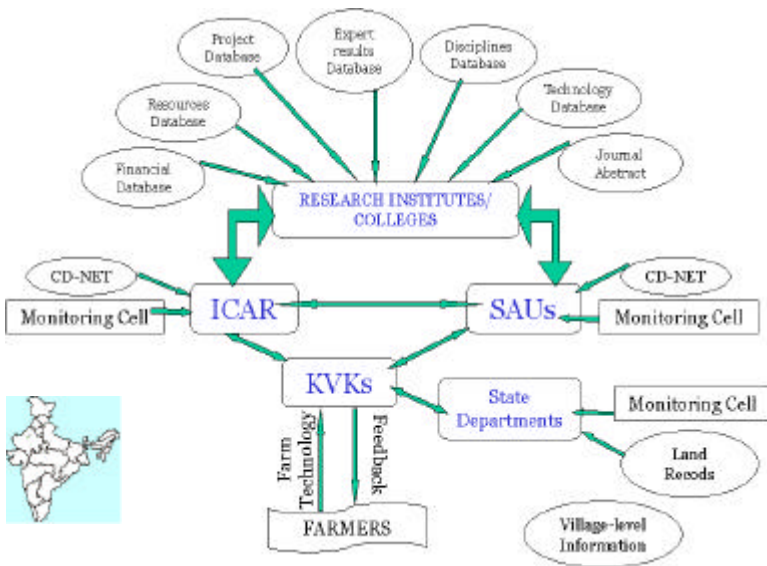 Project
Database
Expert
results
Database
Disciplines
Database
Resources
Database
Technology
Database
Financial
Database
Journal
Abstract
RESEARCH INSTITUTES/
COLLEGES
CD-NET
CD-NET
ICAR
SAUs
Monitoring Cell
Monitoring Cell
KVKs
State
Departments
Monitoring Cell
Farm
Technology
Feedback
Land
Recods
FARMERS
Village-level
Information